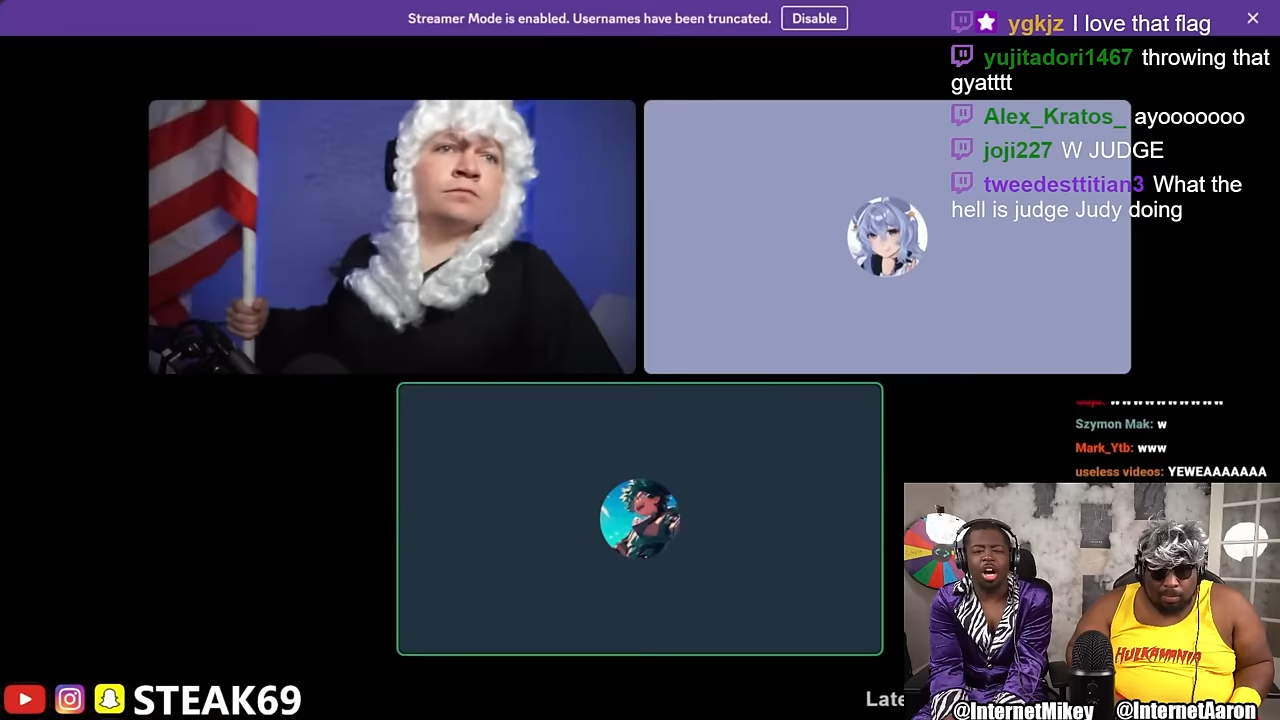 Streamer Mode is enabled. Usernames have been truncated.
Disable
ygkjz I love that flag
yujitadori1467 throwing that
gyatttt
Alex_Kratos_ ayooooooo
joji227 W JUDGE
tweedesttitian3 What the
hell is judge Judy doing
Szymon Mak: w
Mark_Ytb: www
useless videos: YEWEAAAAAAA
HULKAMANIA
STEAK69
Late
@InternetMikey
@InternetAaron